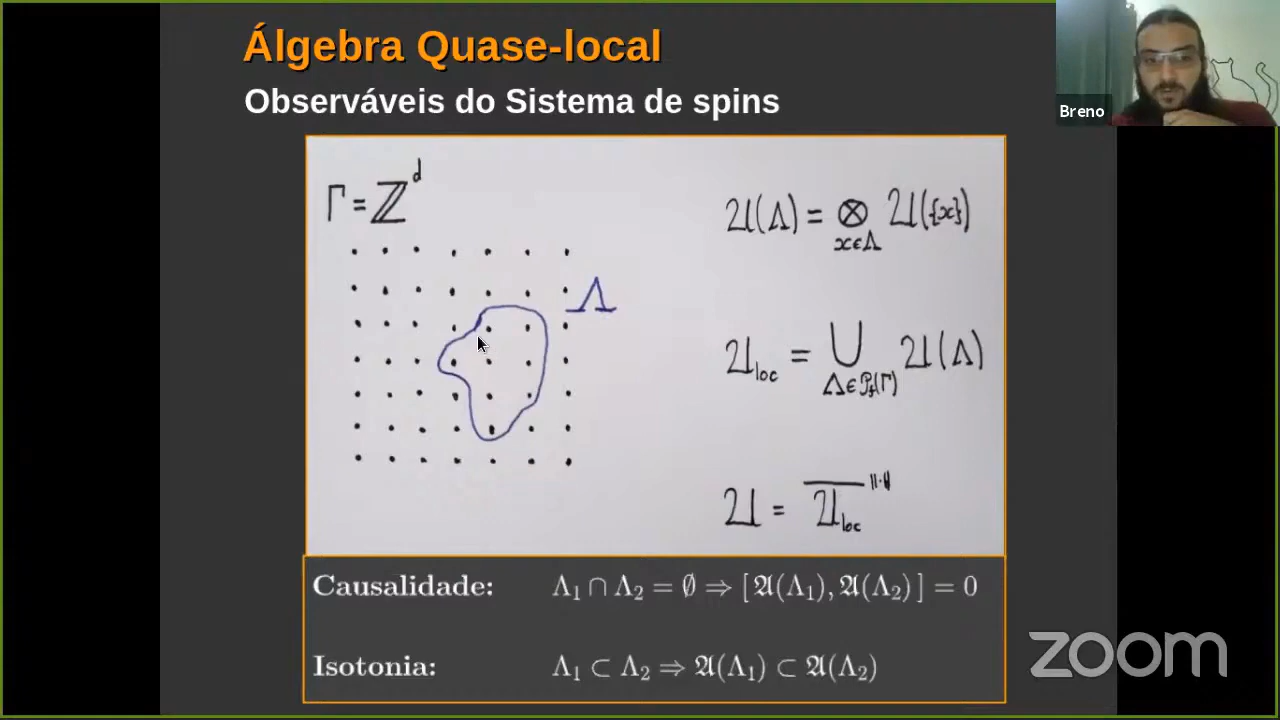 Álgebra Quase-local
Observáveis do Sistema de spins
Breno
Γ = ℤ^d
Λ
𝔄(Λ) = ⊗_{x∈Λ} 𝔄({x})
𝔄_loc = ⋃_{Λ∈𝒫_f(Γ)} 𝔄(Λ)
𝔄 = \overline{𝔄_loc}^{||·||}
Causalidade: Λ₁ ∩ Λ₂ = ∅ ⇒ [𝔄(Λ₁), 𝔄(Λ₂)] = 0
Isotonia: Λ₁ ⊂ Λ₂ ⇒ 𝔄(Λ₁) ⊂ 𝔄(Λ₂)
zoom